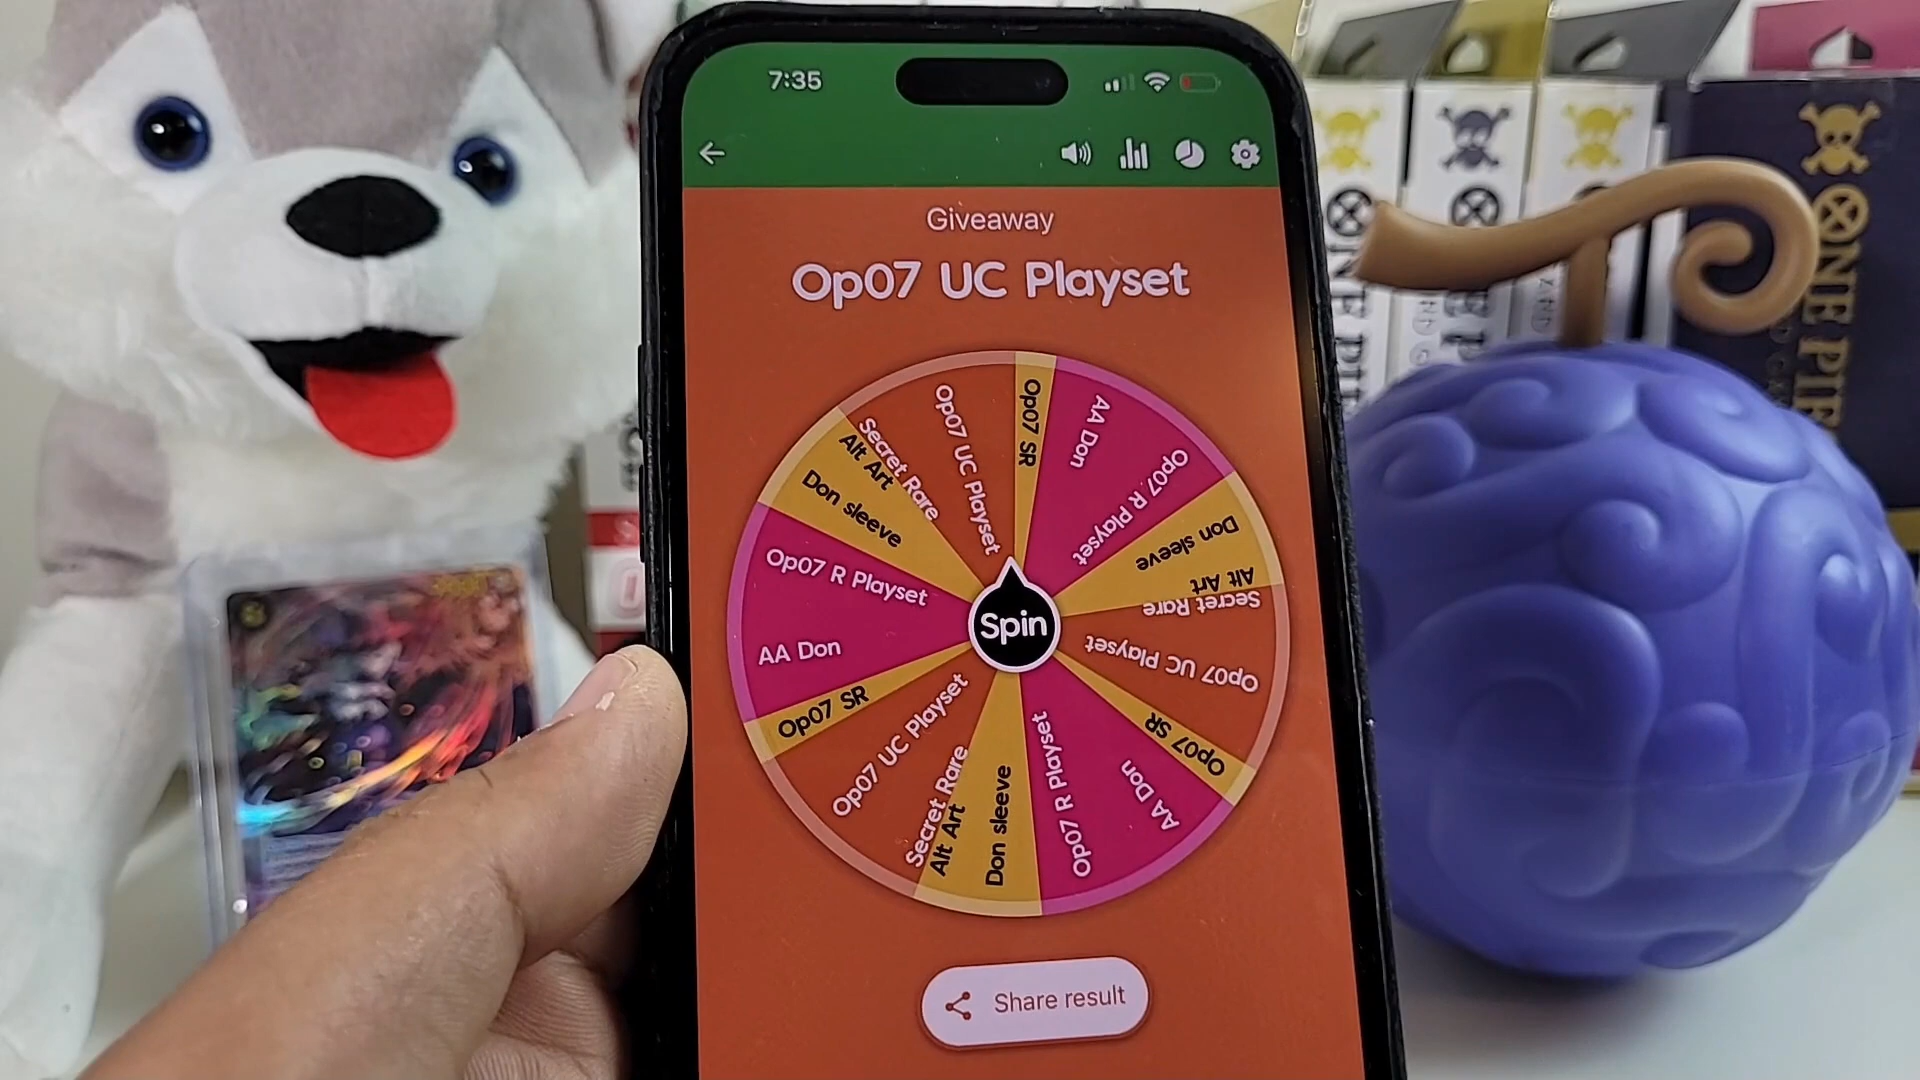 7:35
Giveaway
Op07 UC Playset
Op07 SR
AA Don
Op07 R Playset
Don sleeve
Alt Art
Secret Rare
Op07 UC Playset
Op07 SR
AA Don
Op07 R Playset
Don sleeve
Alt Art
Secret Rare
Op07 UC Playset
Op07 SR
AA Don
Op07 R Playset
Don sleeve
Alt Art
Secret Rare
Op07 UC Playset
Spin
Share result
ONE PIE
ONE PI